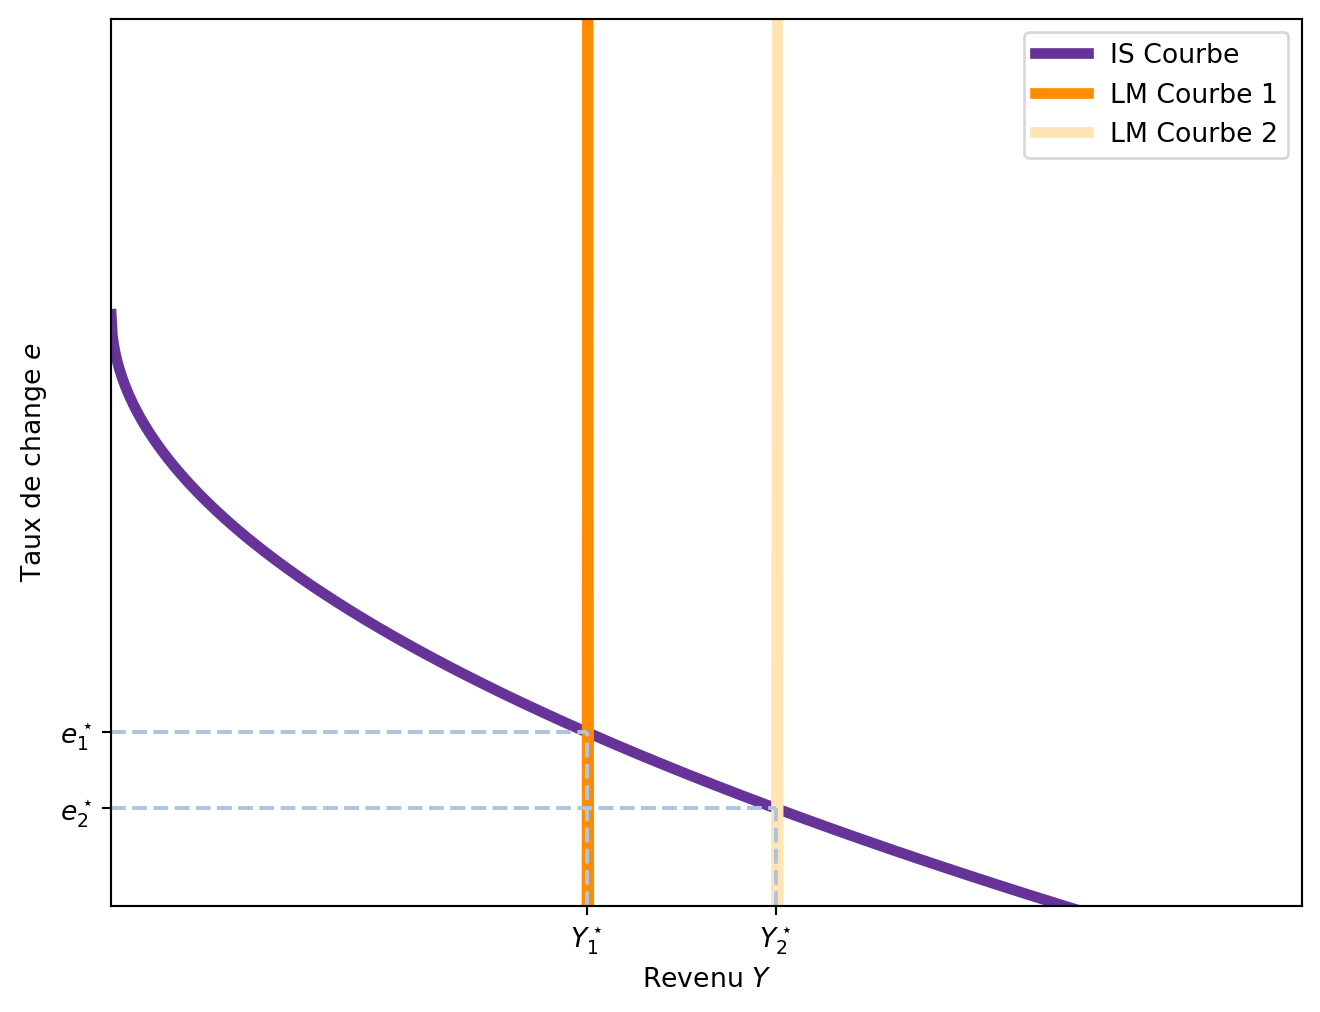 IS Courbe
LM Courbe 1
LM Courbe 2
Taux de change e
e₁⋆
e₂⋆
Y₁⋆ Y₂⋆
Revenu Y